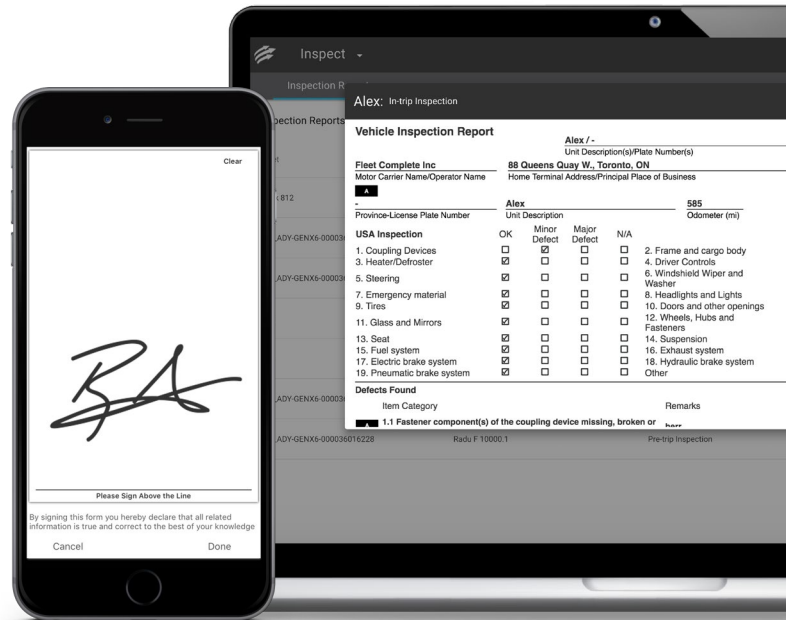 Clear
Please Sign Above the Line
By signing this form you hereby declare that all related
information is true and correct to the best of your knowledge
Cancel Done
Inspect
Inspection
Inspection Reports
812
ADY-GENX6-000036016228 Radu F 10000.1 Pre-trip Inspection
Alex: In-trip Inspection
Vehicle Inspection Report
Alex / -
Unit Description(s)/Plate Number(s)
Fleet Complete Inc 88 Queens Quay W., Toronto, ON
Motor Carrier Name/Operator Name Home Terminal Address/Principal Place of Business
A
- Alex 585
Province-License Plate Number Unit Description Odometer (mi)
USA Inspection OK Minor Defect Major Defect N/A
1. Coupling Devices 2. Frame and cargo body
3. Heater/Defroster 4. Driver Controls
5. Steering 6. Windshield Wiper and Washer
7. Emergency material 8. Headlights and Lights
9. Tires 10. Doors and other openings
11. Glass and Mirrors 12. Wheels, Hubs and Fasteners
13. Seat 14. Suspension
15. Fuel system 16. Exhaust system
17. Electric brake system 18. Hydraulic brake system
19. Pneumatic brake system Other
Defects Found
Item Category Remarks
1.1 Fastener component(s) of the coupling device missing, broken or